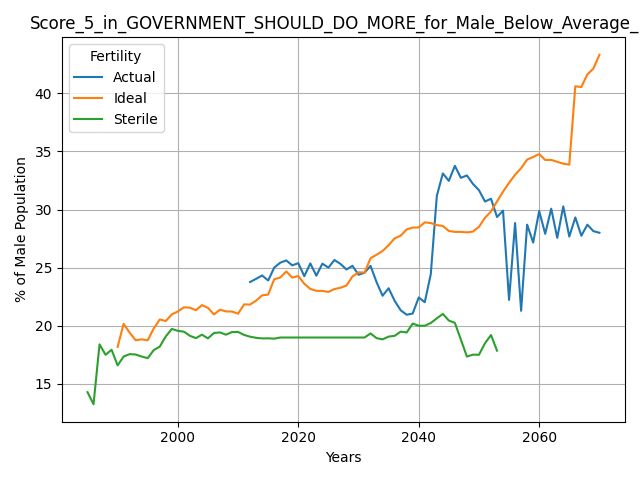 Score_5_in_GOVERNMENT_SHOULD_DO_MORE_for_Male_Below_Average_
Fertility
Actual
Ideal
Sterile
% of Male Population
40
35
30
25
20
15
2000
2020
2040
2060
Years